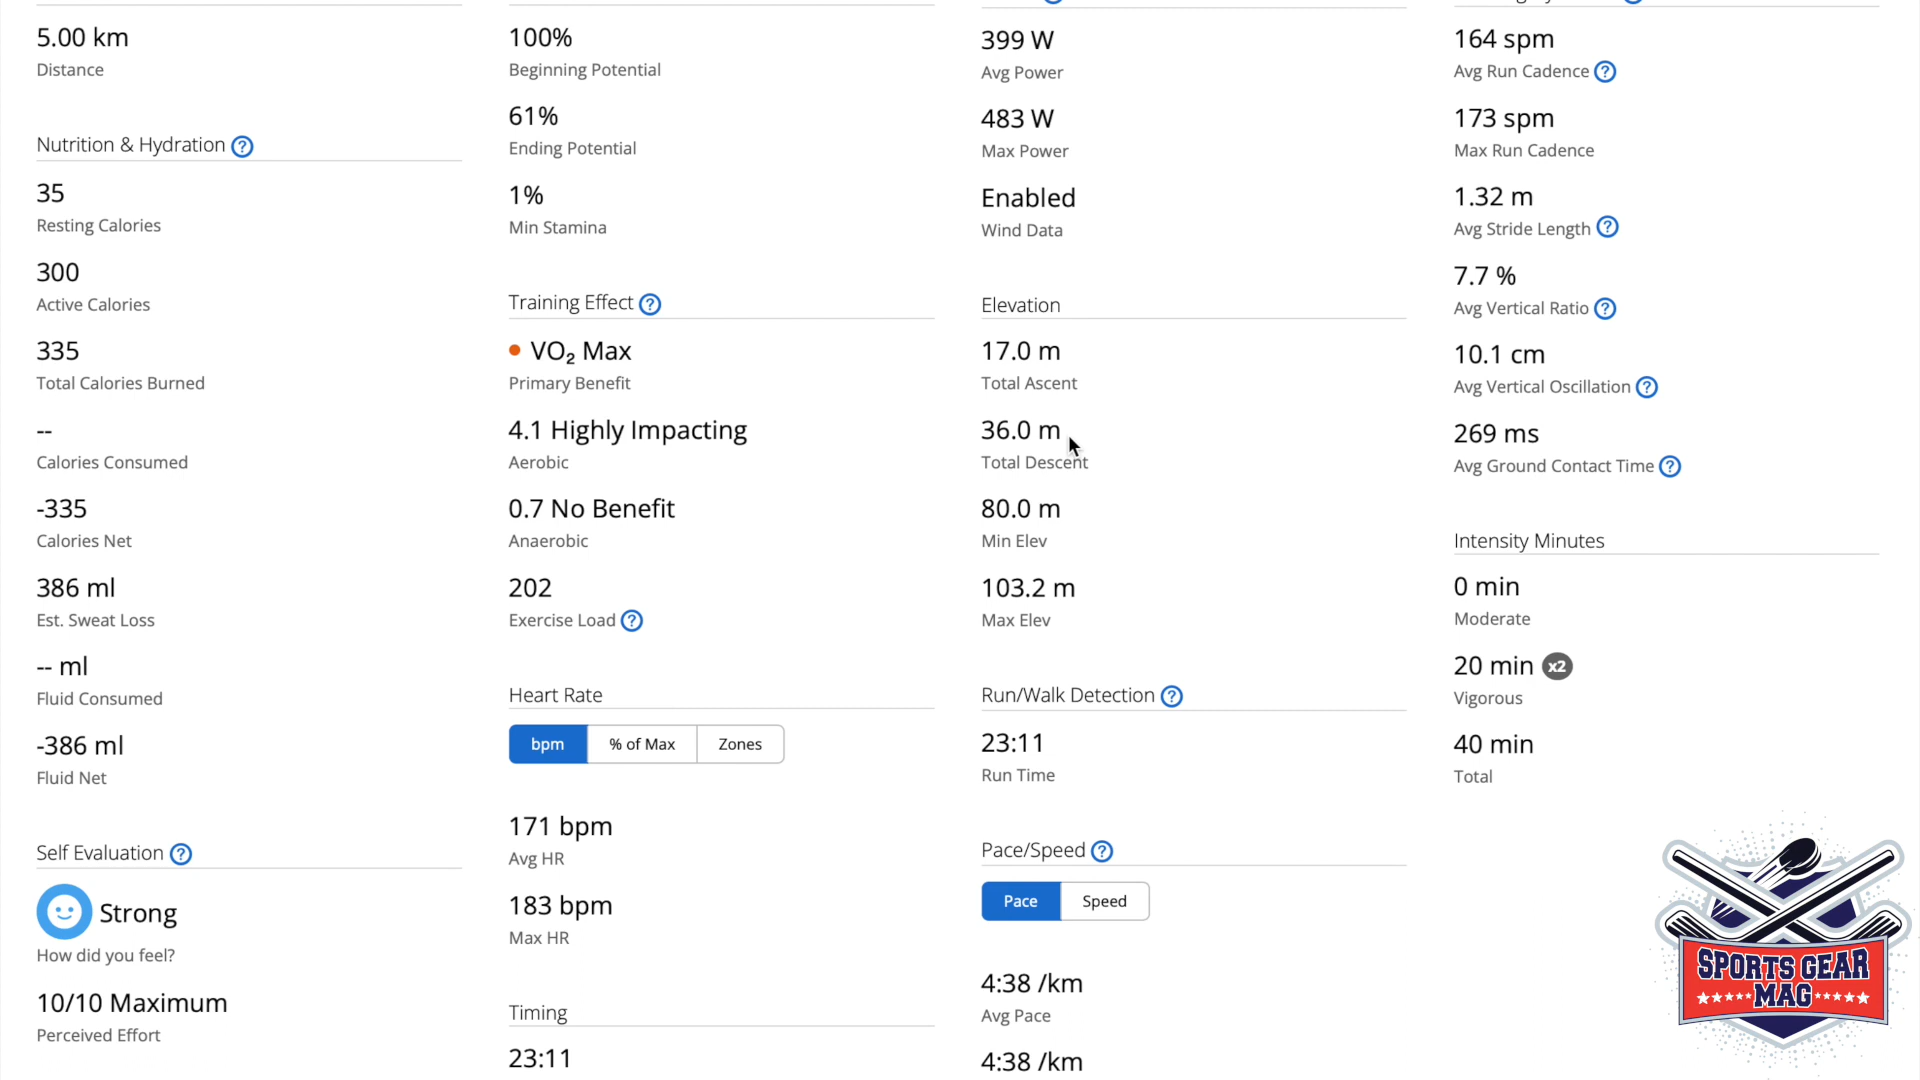 5.00 km
Distance
Nutrition & Hydration ?
35
Resting Calories
300
Active Calories
335
Total Calories Burned
--
Calories Consumed
-335
Calories Net
386 ml
Est. Sweat Loss
-- ml
Fluid Consumed
-386 ml
Fluid Net
Self Evaluation ?
Strong
How did you feel?
10/10 Maximum
Perceived Effort
100%
Beginning Potential
61%
Ending Potential
1%
Min Stamina
Training Effect ?
VO₂ Max
Primary Benefit
4.1 Highly Impacting
Aerobic
0.7 No Benefit
Anaerobic
202
Exercise Load ?
Heart Rate
bpm % of Max Zones
171 bpm
Avg HR
183 bpm
Max HR
Timing
23:11
399 W
Avg Power
483 W
Max Power
Enabled
Wind Data
Elevation
17.0 m
Total Ascent
36.0 m
Total Descent
80.0 m
Min Elev
103.2 m
Max Elev
Run/Walk Detection ?
23:11
Run Time
Pace/Speed ?
Pace Speed
4:38 /km
Avg Pace
4:38 /km
164 spm
Avg Run Cadence ?
173 spm
Max Run Cadence
1.32 m
Avg Stride Length ?
7.7 %
Avg Vertical Ratio ?
10.1 cm
Avg Vertical Oscillation ?
269 ms
Avg Ground Contact Time ?
Intensity Minutes
0 min
Moderate
20 min x2
Vigorous
40 min
Total
SPORTS GEAR
MAG